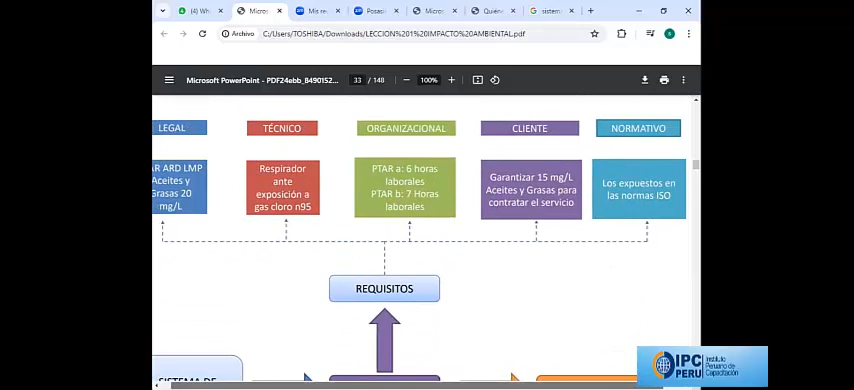 (4) Wh
Micros
Mis re
Posas
Micros
Quién
sistem
Archivo
C:/Users/TOSHIBA/Downloads/LECCION%201%20IMPACTO%20AMBIENTAL.pdf
Microsoft PowerPoint - PDF24ebb_8490152...
33 / 148
100%
LEGAL
TÉCNICO
ORGANIZACIONAL
CLIENTE
NORMATIVO
AR ARD LMP
Aceites y
Grasas 20
mg/L
Respirador
ante
exposición a
gas cloro n95
PTAR a: 6 horas
laborales
PTAR b: 7 Horas
laborales
Garantizar 15 mg/L
Aceites y Grasas para
contratar el servicio
Los expuestos en
las normas ISO
REQUISITOS
SISTEMA DE
IPC
PERU
Instituto
Peruano de
Capacitación